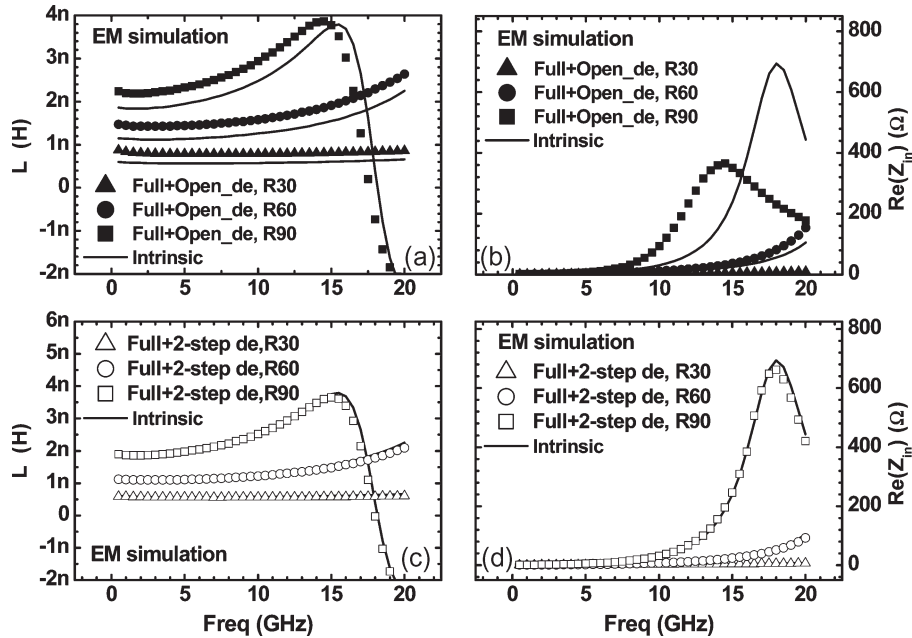 4n
3n
2n
1n
0
-1n
-2n
L (H)
EM simulation
Full+Open_de, R30
Full+Open_de, R60
Full+Open_de, R90
Intrinsic
(a)
0 5 10 15 20
EM simulation
Full+Open_de, R30
Full+Open_de, R60
Full+Open_de, R90
Intrinsic
(b)
800
600
400
200
0
Re(Zin) (Ω)
0 5 10 15 20
6n
5n
4n
3n
2n
1n
0
-1n
-2n
L (H)
Full+2-step de,R30
Full+2-step de,R60
Full+2-step de,R90
Intrinsic
EM simulation
(c)
0 5 10 15 20
Freq (GHz)
EM simulation
Full+2-step de, R30
Full+2-step de, R60
Full+2-step de, R90
Intrinsic
(d)
800
600
400
200
0
Re(Zin) (Ω)
0 5 10 15 20
Freq (GHz)